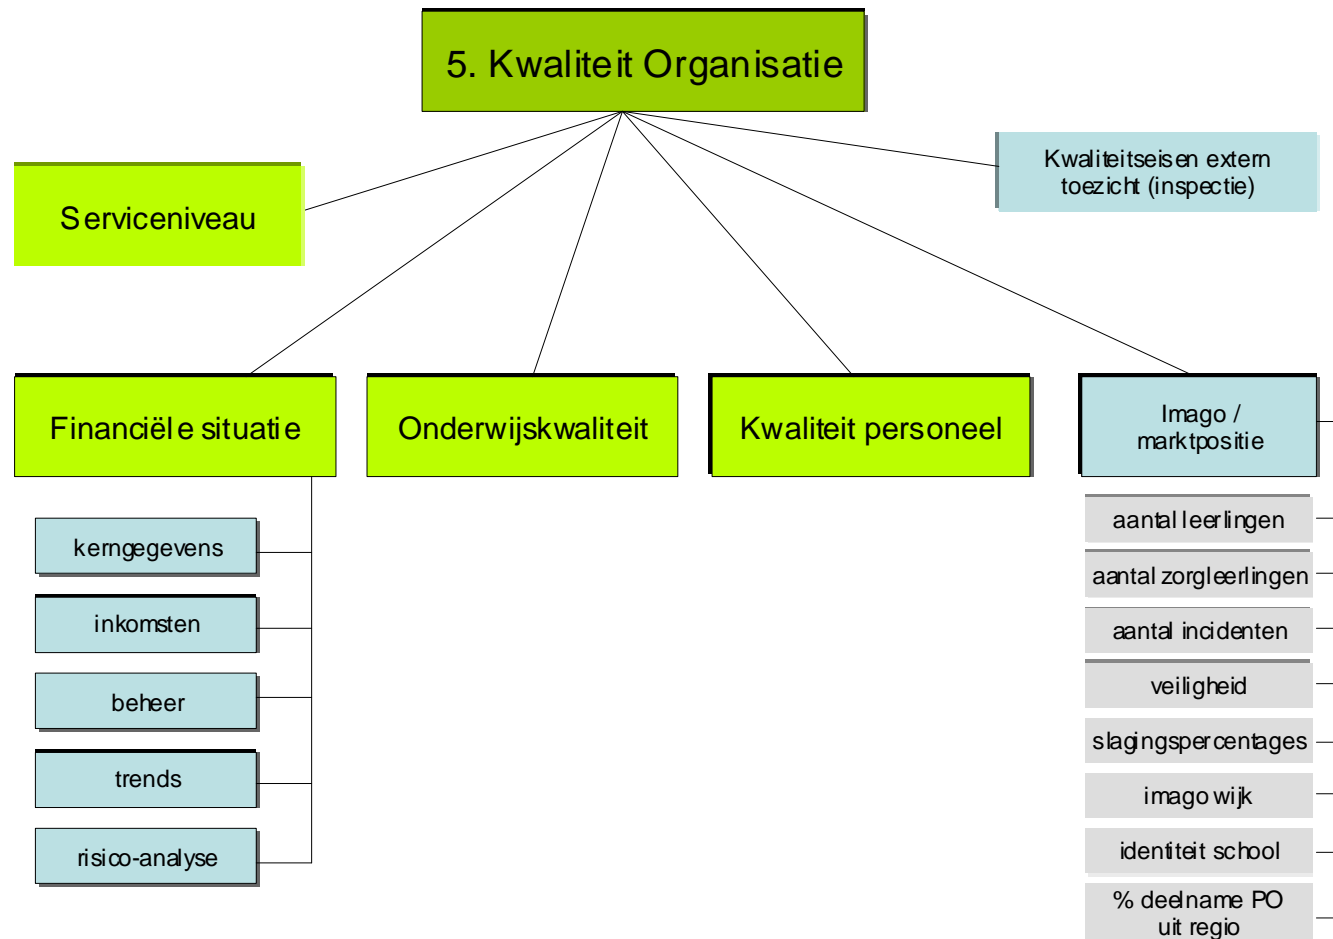 5. Kwaliteit Organisatie
Kwaliteitseisen extern
toezicht (inspectie)
Serviceniveau
Financiële situatie
Onderwijskwaliteit
Kwaliteit personeel
Imago /
marktpositie
kerngegevens
inkomsten
beheer
trends
risico-analyse
aantal leerlingen
aantal zorgleerlingen
aantal incidenten
veiligheid
slagingspercentages
imago wijk
identiteit school
% deelname PO
uit regio